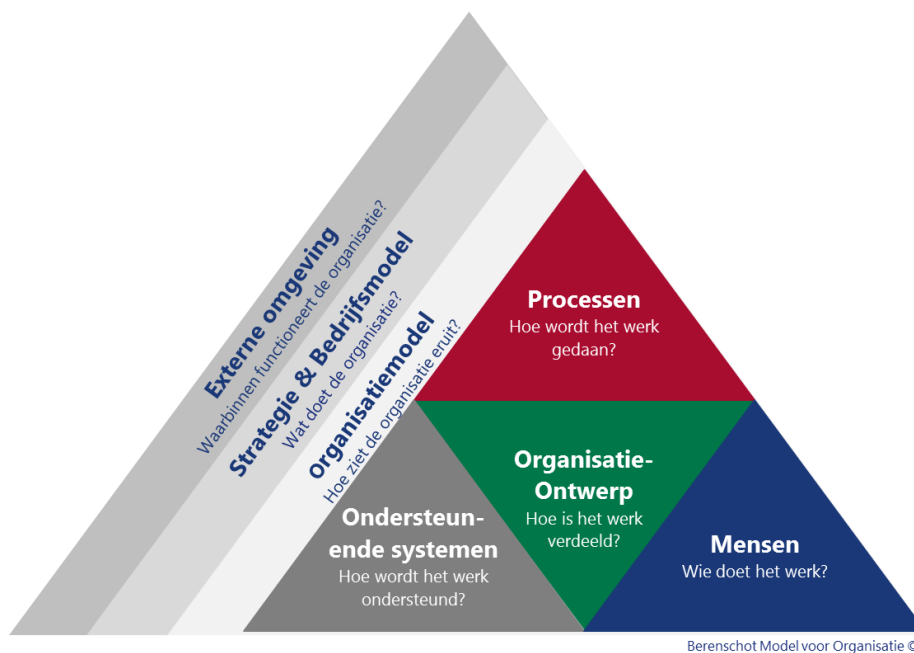 Externe omgeving
Waarbinnen functioneert de organisatie?
Strategie & Bedrijfsmodel
Wat doet de organisatie?
Organisatiemodel
Hoe ziet de organisatie eruit?
Processen
Hoe wordt het werk
gedaan?
Organisatie-
Ontwerp
Hoe is het werk
verdeeld?
Ondersteun-
ende systemen
Hoe wordt het werk
ondersteund?
Mensen
Wie doet het werk?
Berenschot Model voor Organisatie ©